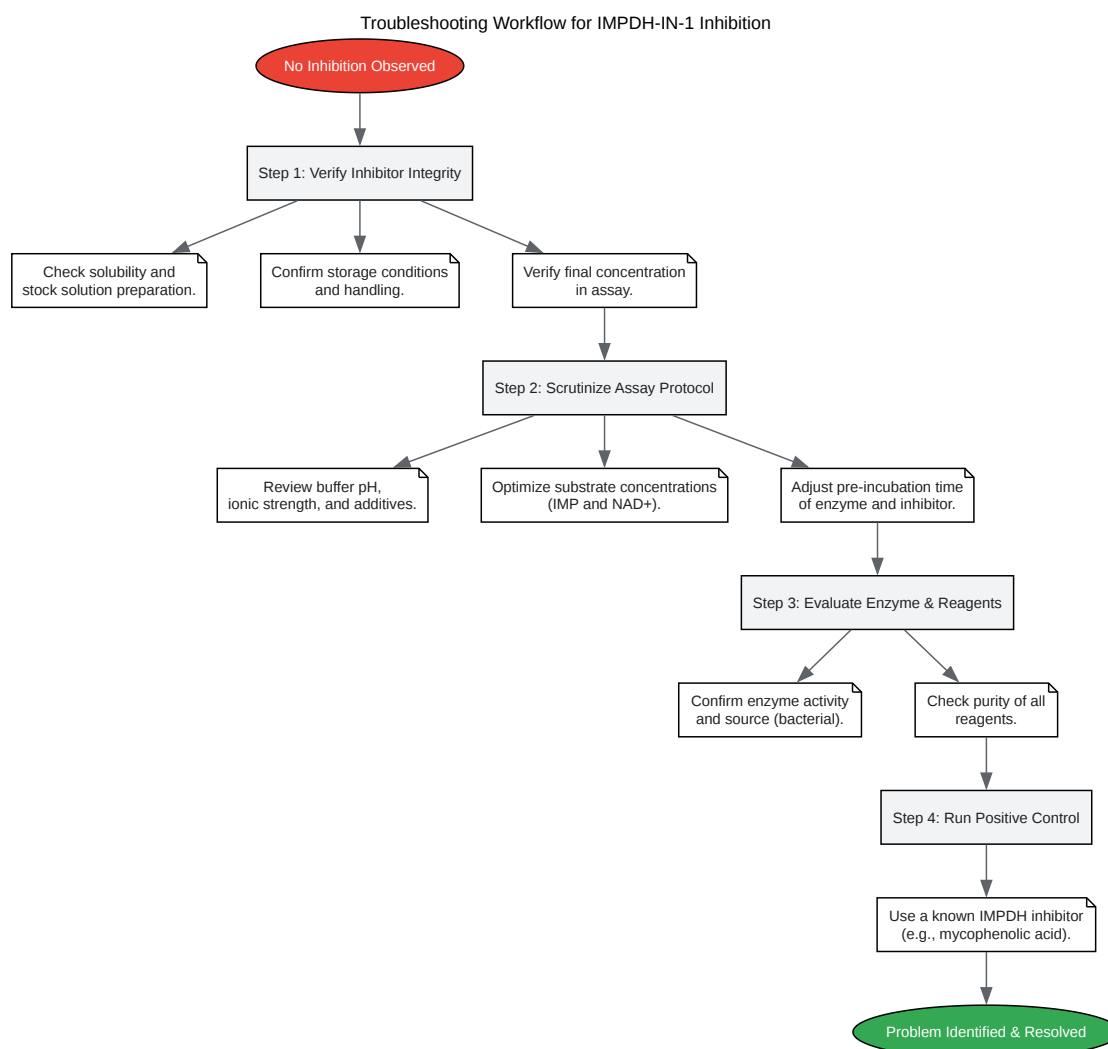 Troubleshooting Workflow for IMPDH-IN-1 Inhibition
No Inhibition Observed
Step 1: Verify Inhibitor Integrity
Check solubility and
stock solution preparation.
Confirm storage conditions
and handling.
Verify final concentration
in assay.
Step 2: Scrutinize Assay Protocol
Review buffer pH,
ionic strength, and additives.
Optimize substrate concentrations
(IMP and NAD+).
Adjust pre-incubation time
of enzyme and inhibitor.
Step 3: Evaluate Enzyme & Reagents
Confirm enzyme activity
and source (bacterial).
Check purity of all
reagents.
Step 4: Run Positive Control
Use a known IMPDH inhibitor
(e.g., mycophenolic acid).
Problem Identified & Resolved